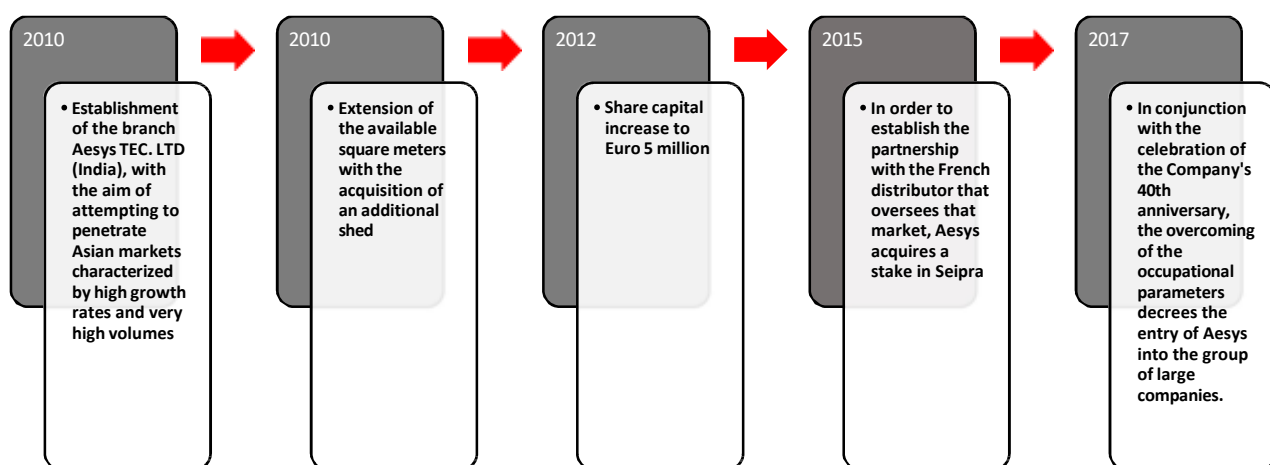 2010
• Establishment
of the branch
Aesys TEC. LTD
(India), with
the aim of
attempting to
penetrate
Asian markets
characterized
by high growth
rates and very
high volumes
2010
• Extension of
the available
square meters
with the
acquisition of
an additional
shed
2012
• Share capital
increase to
Euro 5 million
2015
• In order to
establish the
partnership
with the French
distributor that
oversees that
market, Aesys
acquires a
stake in Seipra
2017
• In conjunction
with the
celebration of
the Company's
40th
anniversary,
the overcoming
of the
occupational
parameters
decrees the
entry of Aesys
into the group
of large
companies.